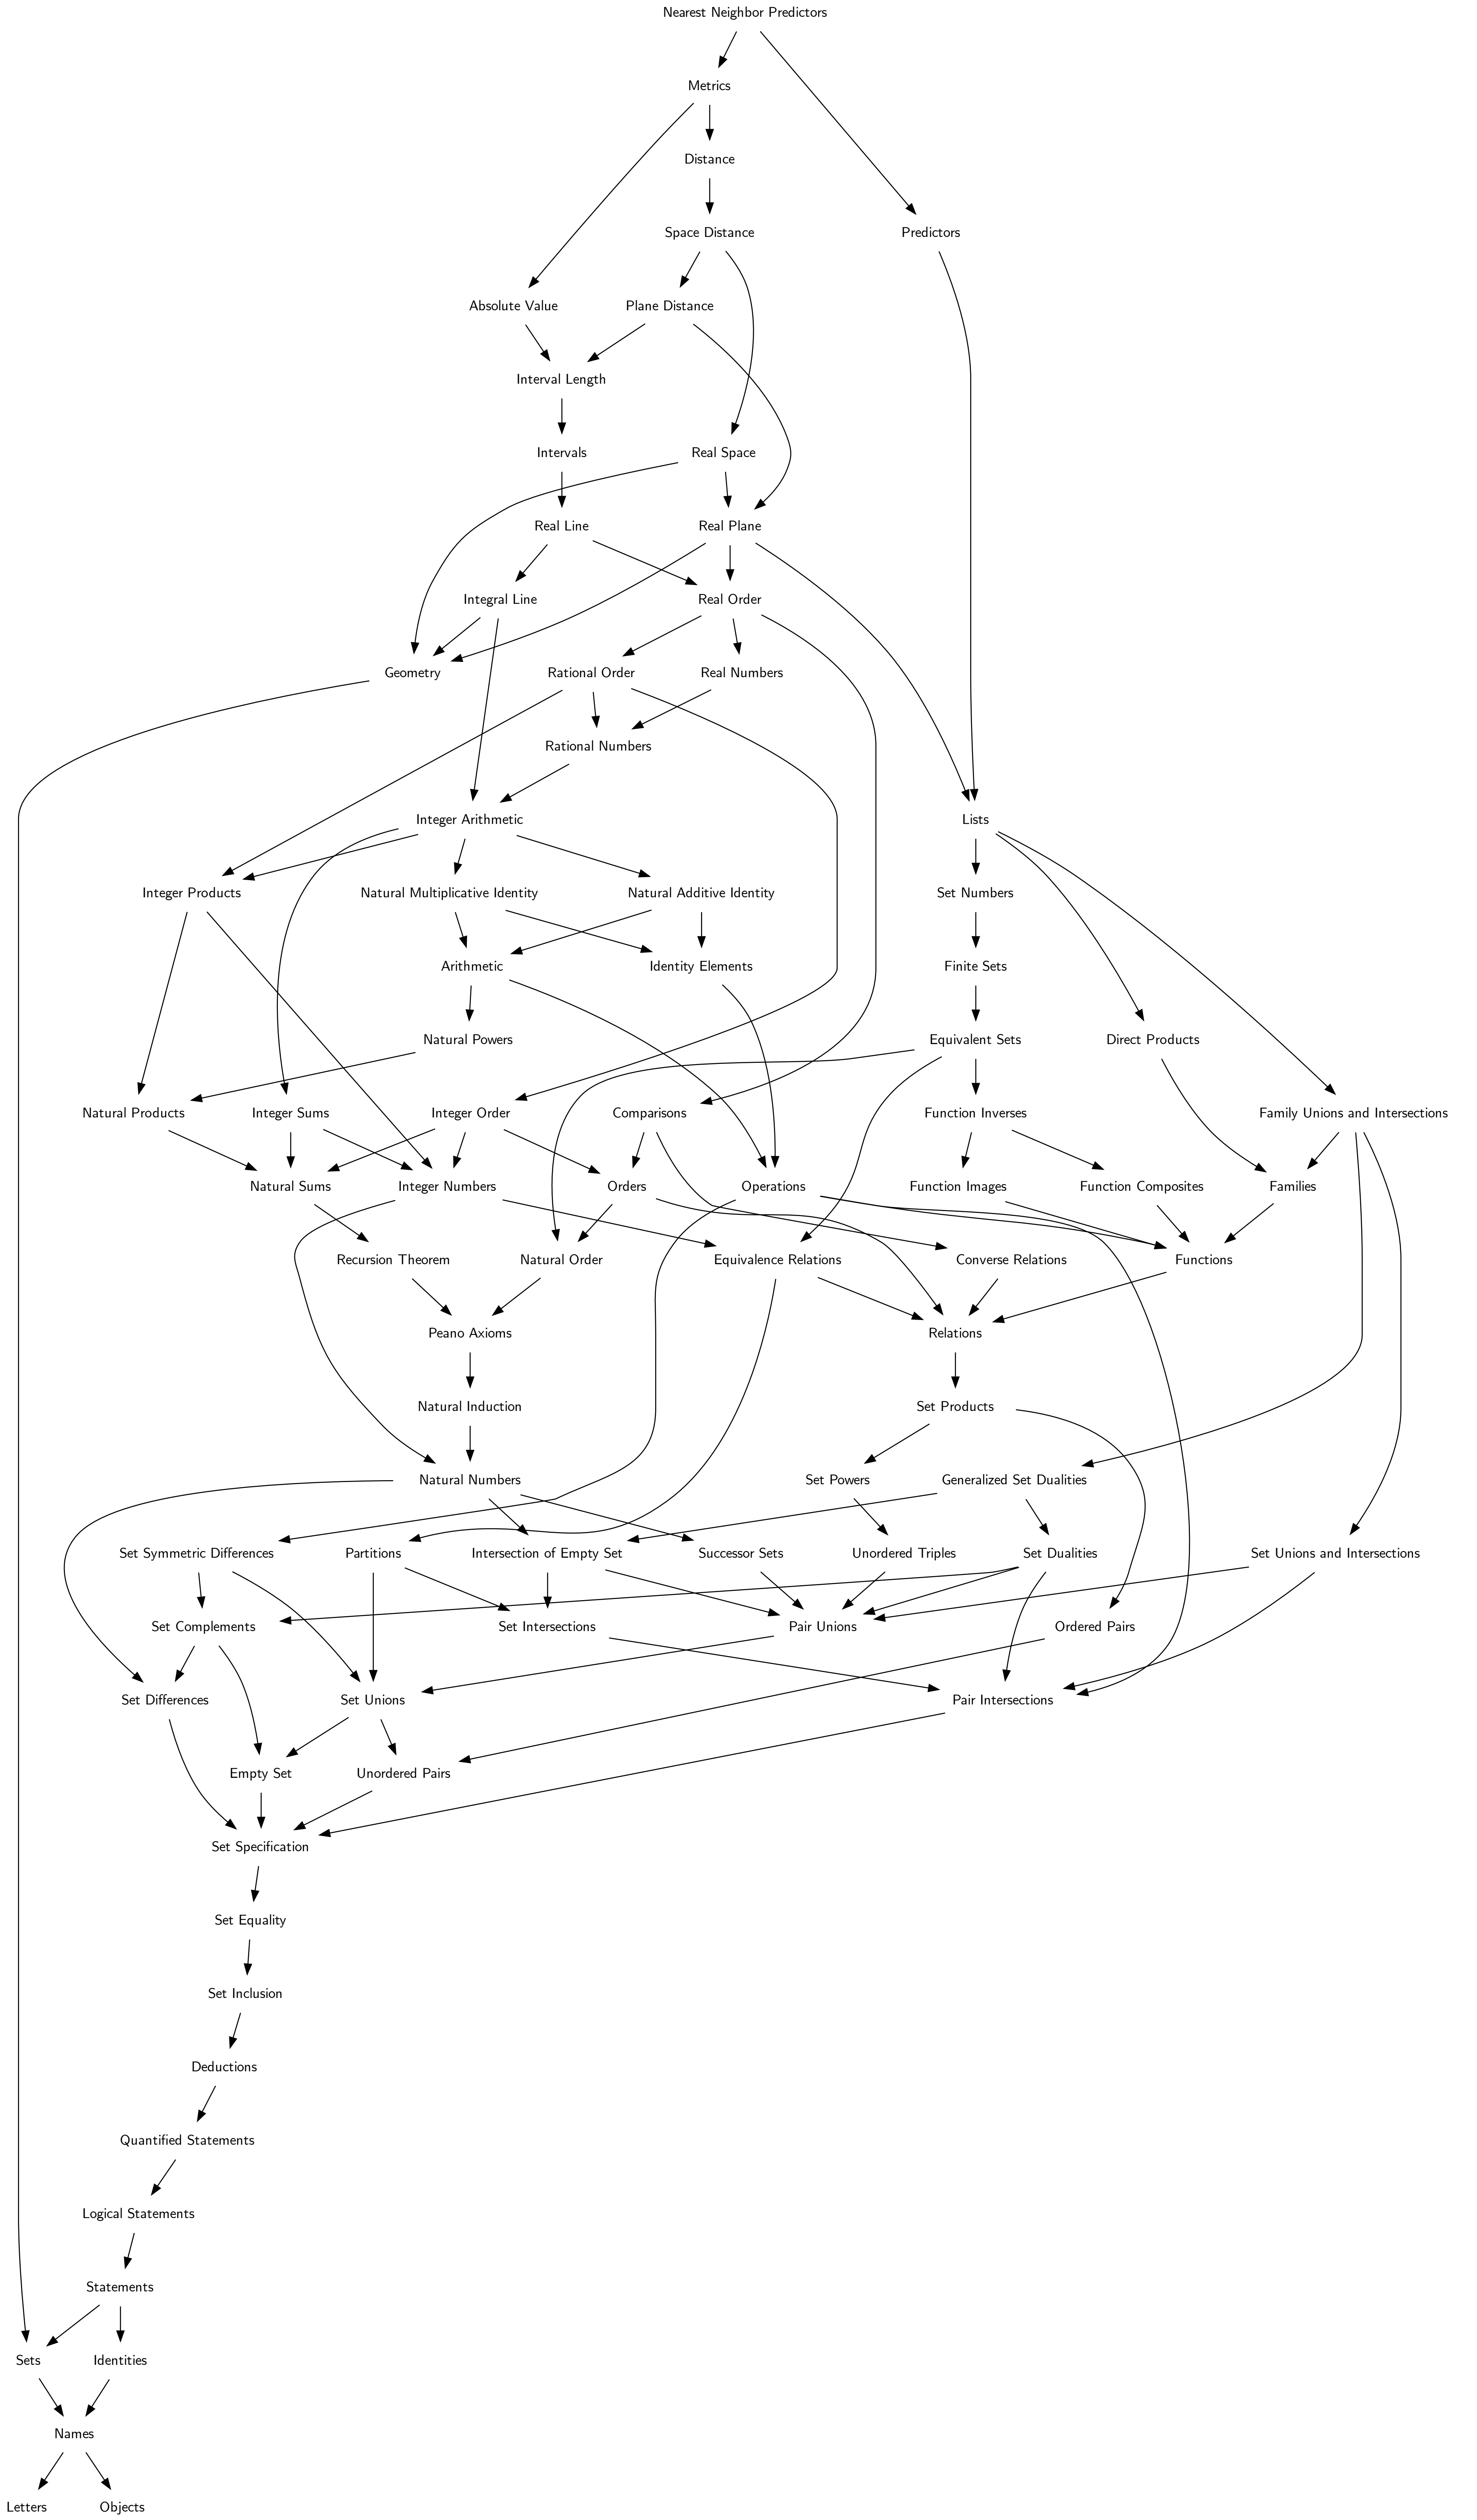 Nearest Neighbor Predictors
Metrics
Distance
Space Distance
Predictors
Absolute Value
Plane Distance
Interval Length
Intervals
Real Space
Real Line
Real Plane
Integral Line
Real Order
Geometry
Rational Order
Real Numbers
Rational Numbers
Integer Arithmetic
Lists
Integer Products
Natural Multiplicative Identity
Natural Additive Identity
Set Numbers
Arithmetic
Identity Elements
Finite Sets
Natural Powers
Equivalent Sets
Direct Products
Natural Products
Integer Sums
Integer Order
Comparisons
Function Inverses
Family Unions and Intersections
Natural Sums
Integer Numbers
Orders
Operations
Function Images
Function Composites
Families
Recursion Theorem
Natural Order
Equivalence Relations
Converse Relations
Functions
Peano Axioms
Relations
Natural Induction
Set Products
Natural Numbers
Set Powers
Generalized Set Dualities
Set Symmetric Differences
Partitions
Intersection of Empty Set
Successor Sets
Unordered Triples
Set Dualities
Set Unions and Intersections
Set Complements
Set Intersections
Pair Unions
Ordered Pairs
Set Differences
Set Unions
Pair Intersections
Empty Set
Unordered Pairs
Set Specification
Set Equality
Set Inclusion
Deductions
Quantified Statements
Logical Statements
Statements
Sets
Identities
Names
Letters
Objects